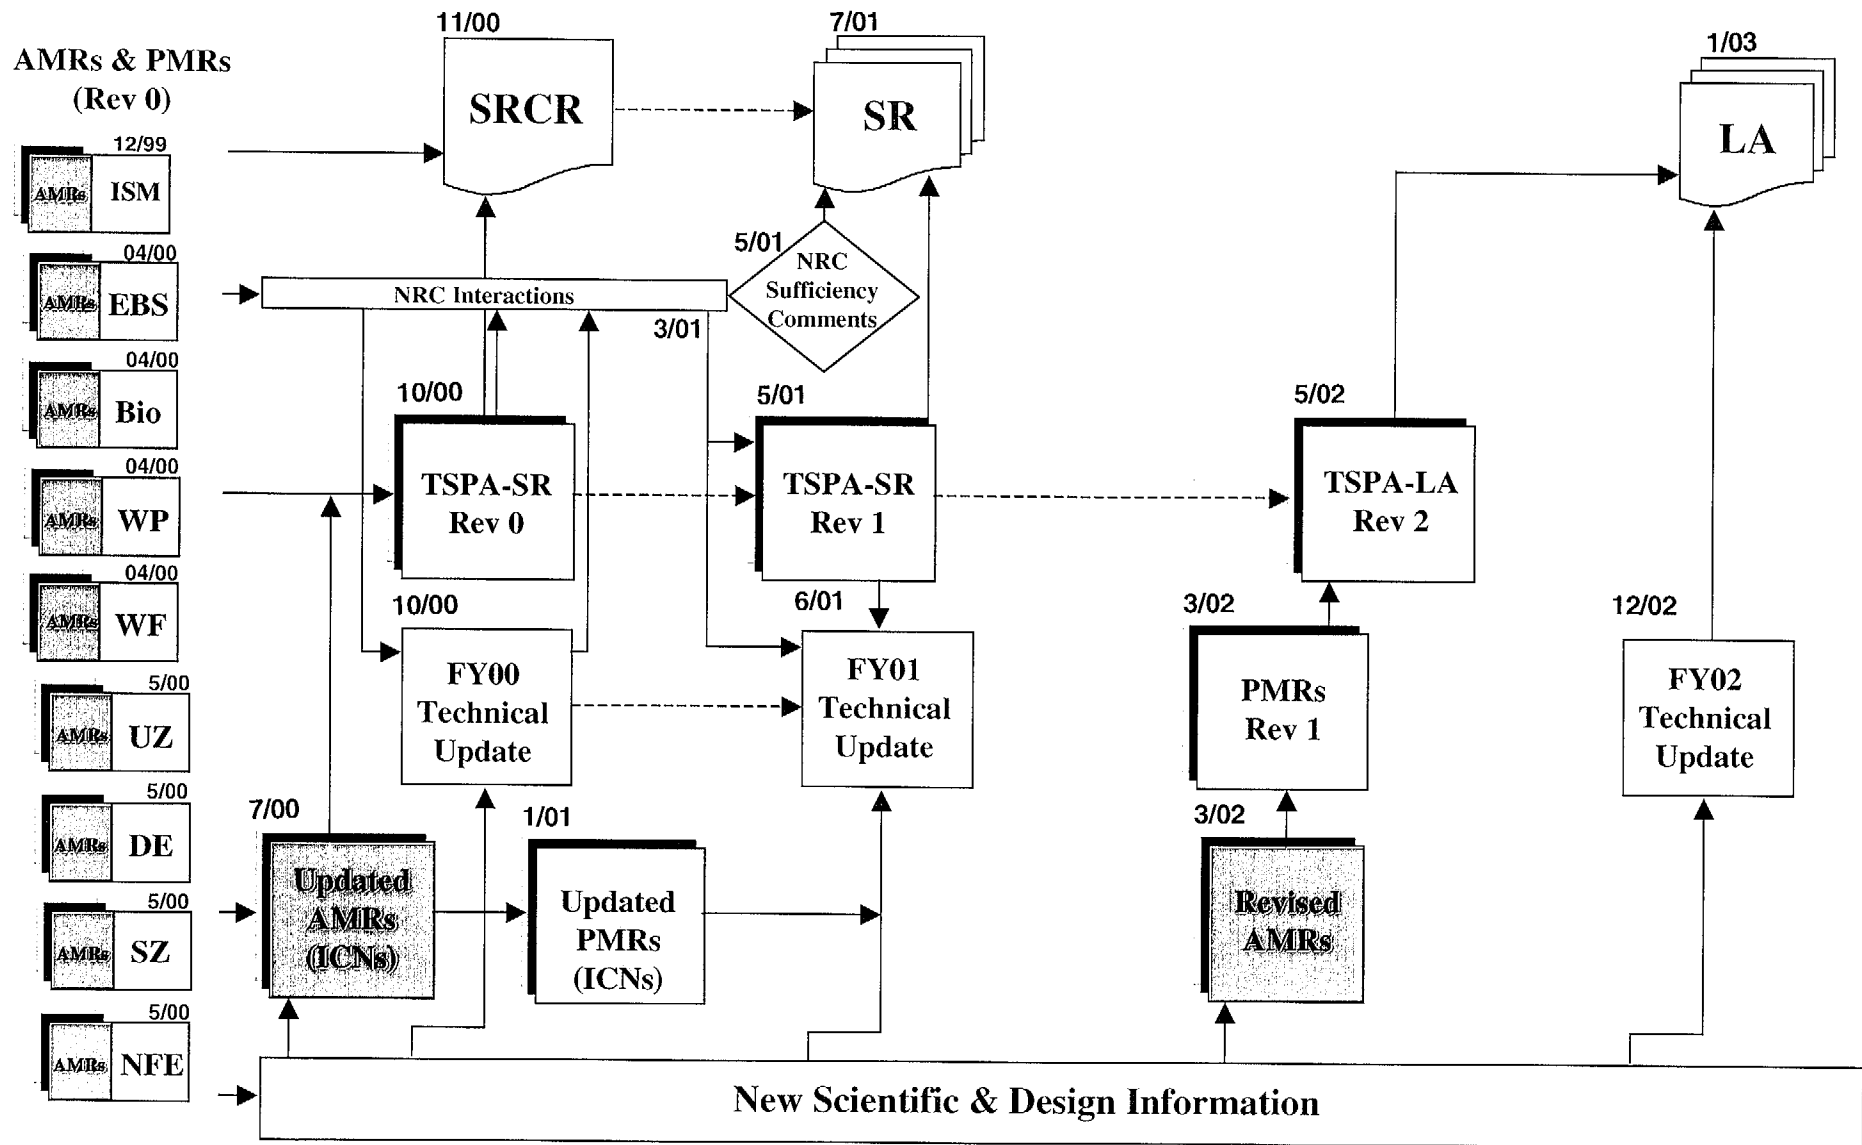 11/00
7/01
1/03
AMRs & PMRs
(Rev 0)
SRCR
SR
LA
12/99
AMRs ISM
04/00
AMRs EBS
04/00
AMRs Bio
04/00
AMRs WP
04/00
AMRs WF
5/00
AMRs UZ
5/00
AMRs DE
5/00
AMRs SZ
5/00
AMRs NFE
NRC Interactions
3/01
5/01
NRC
Sufficiency
Comments
10/00
TSPA-SR
Rev 0
5/01
TSPA-SR
Rev 1
5/02
TSPA-LA
Rev 2
10/00
FY00
Technical
Update
6/01
FY01
Technical
Update
3/02
PMRs
Rev 1
12/02
FY02
Technical
Update
7/00
Updated
AMRs
(ICNs)
1/01
Updated
PMRs
(ICNs)
3/02
Revised
AMRs
New Scientific & Design Information